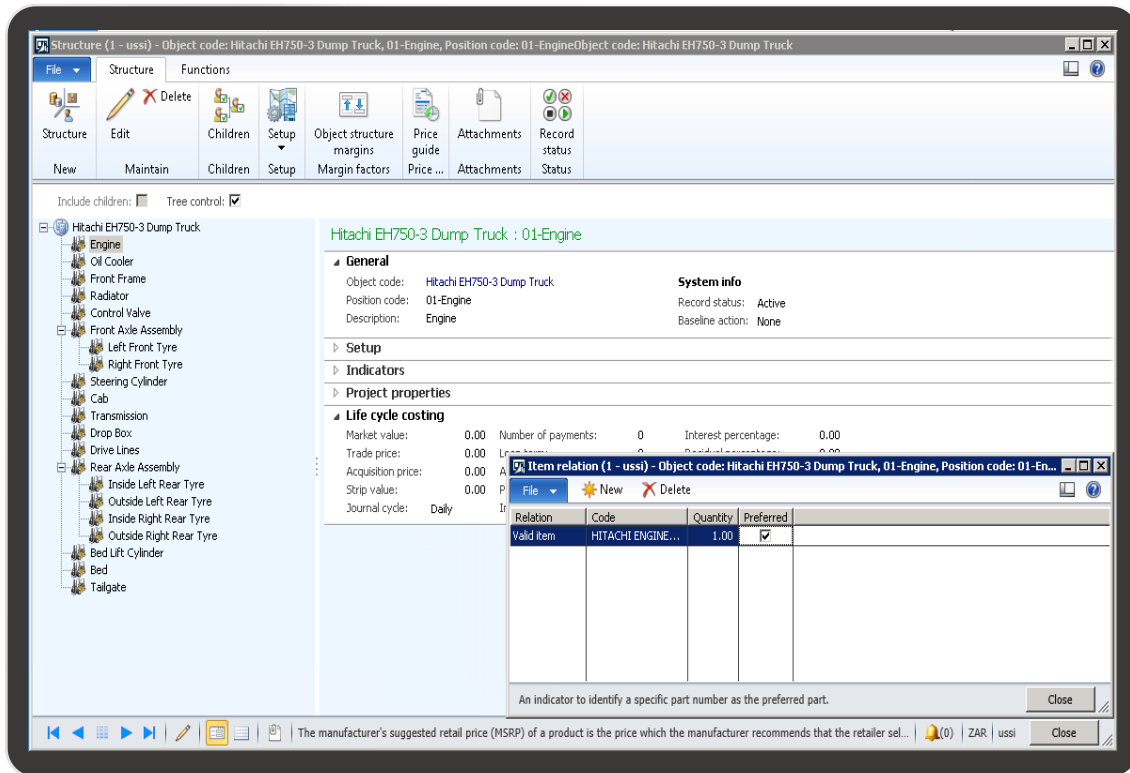 Structure (1 - ussi) - Object code: Hitachi EH750-3 Dump Truck, 01-Engine, Position code: 01-EngineObject code: Hitachi EH750-3 Dump Truck
File Structure Functions
Structure Edit Delete Children Setup Object structure margins Price guide Attachments Record status
New Maintain Children Setup Margin factors Price ... Attachments Status
Include children: Tree control:
Hitachi EH750-3 Dump Truck
Engine
Oil Cooler
Front Frame
Radiator
Control Valve
Front Axle Assembly
Left Front Tyre
Right Front Tyre
Steering Cylinder
Cab
Transmission
Drop Box
Drive Lines
Rear Axle Assembly
Inside Left Rear Tyre
Outside Left Rear Tyre
Inside Right Rear Tyre
Outside Right Rear Tyre
Bed Lift Cylinder
Bed
Tailgate
Hitachi EH750-3 Dump Truck : 01-Engine
General
Object code: Hitachi EH750-3 Dump Truck System info
Position code: 01-Engine Record status: Active
Description: Engine Baseline action: None
Setup
Indicators
Project properties
Life cycle costing
Market value: 0.00 Number of payments: 0 Interest percentage: 0.00
Trade price: 0.00
Acquisition price: 0.00 A
Strip value: 0.00 P
Journal cycle: Daily
Item relation (1 - ussi) - Object code: Hitachi EH750-3 Dump Truck, 01-Engine, Position code: 01-En...
File New Delete
Relation Code Quantity Preferred
Valid item HITACHI ENGINE... 1.00
An indicator to identify a specific part number as the preferred part. Close
The manufacturer's suggested retail price (MSRP) of a product is the price which the manufacturer recommends that the retailer sel... (0) ZAR ussi Close